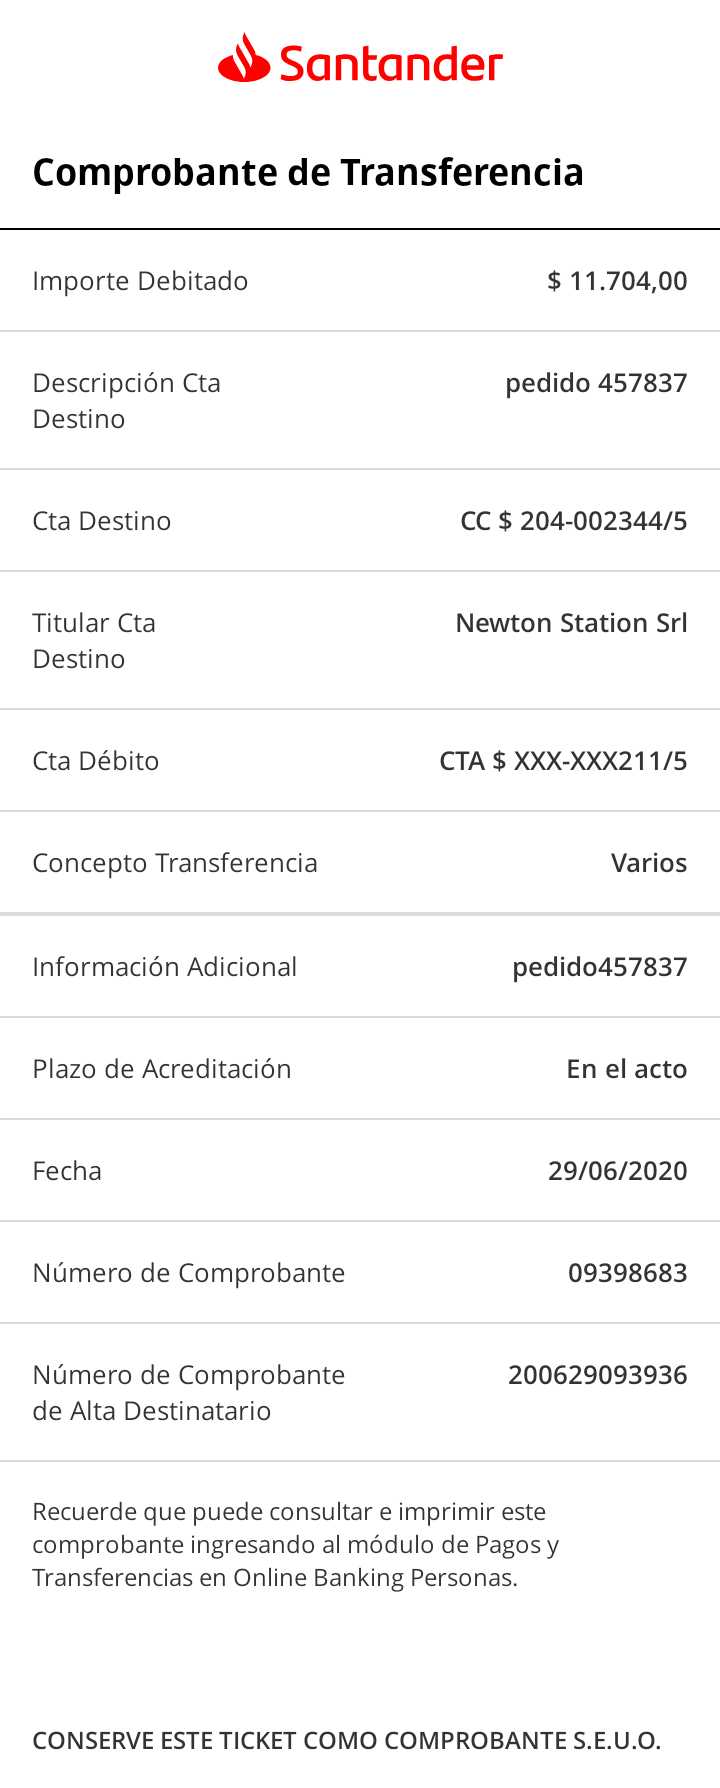 Santander
Comprobante de Transferencia
Importe Debitado $ 11.704,00
Descripción Cta pedido 457837
Destino
Cta Destino CC $ 204-002344/5
Titular Cta Newton Station Srl
Destino
Cta Débito CTA $ XXX-XXX211/5
Concepto Transferencia Varios
Información Adicional pedido457837
Plazo de Acreditación En el acto
Fecha 29/06/2020
Número de Comprobante 09398683
Número de Comprobante 200629093936
de Alta Destinatario
Recuerde que puede consultar e imprimir este
comprobante ingresando al módulo de Pagos y
Transferencias en Online Banking Personas.
CONSERVE ESTE TICKET COMO COMPROBANTE S.E.U.O.